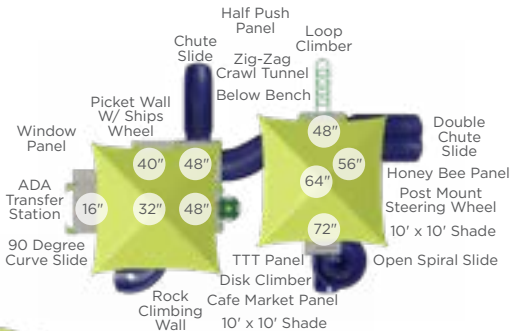 Half Push
Panel
Loop
Climber
Chute
Slide
Zig-Zag
Crawl Tunnel
Below Bench
Picket Wall
W/ Ships
Wheel
Window
Panel
ADA
Transfer
Station
90 Degree
Curve Slide
16"
40"
48"
32"
48"
48"
56"
64"
72"
Double
Chute
Slide
Honey Bee Panel
Post Mount
Steering Wheel
10' x 10' Shade
Open Spiral Slide
TTT Panel
Disk Climber
Cafe Market Panel
10' x 10' Shade
Rock
Climbing
Wall